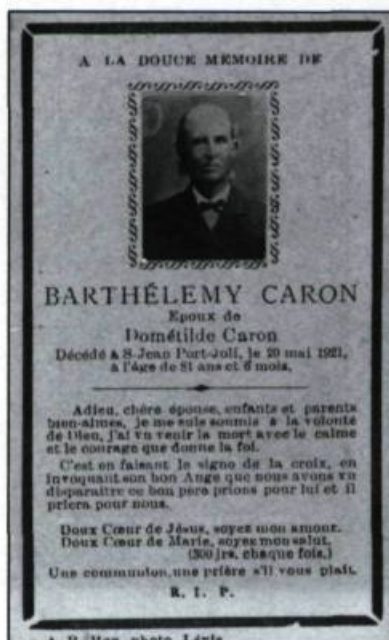 A LA DOUCE MÉMOIRE DE
BARTHÉLEMY CARON
Epoux de
Dométilde Caron
Décédé à S-Jean Port-Joli, le 20 mai 1921,
à l'âge de 81 ans et 6 mois.
Adieu, chère épouse, enfants et parents
bien-aimés, je me suis soumis à la volonté
de Dieu, j'ai vu venir la mort avec le calme
et le courage que donne la foi.
C'est en faisant le signe de la croix, en
invoquant son bon Ange que nous avons vu
disparaître ce bon père prions pour lui et il
priera pour nous.
Doux Cœur de Jésus, soyez mon amour.
Doux Cœur de Marie, soyez mon salut.
(300 jrs. chaque fois.)
Une communion, une prière s'il vous plait.
R. I. P.
photo. Lévis